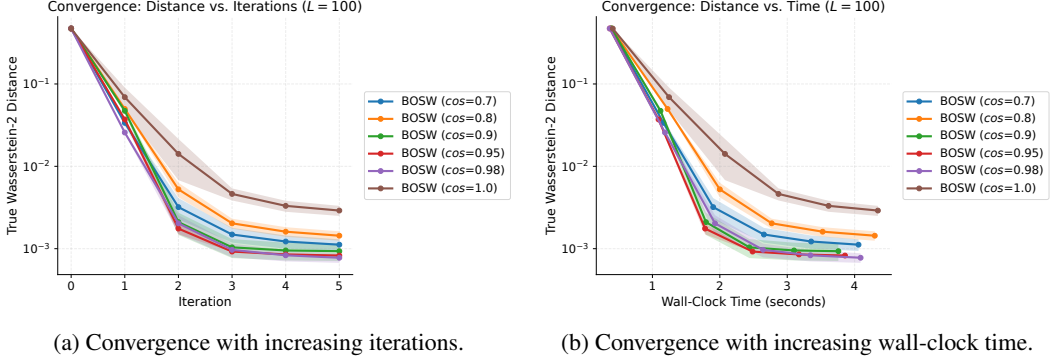 Convergence: Distance vs. Iterations (L = 100)
True Wasserstein-2 Distance
10⁻¹
10⁻²
10⁻³
0 1 2 3 4 5
Iteration
BOSW (cos=0.7)
BOSW (cos=0.8)
BOSW (cos=0.9)
BOSW (cos=0.95)
BOSW (cos=0.98)
BOSW (cos=1.0)
(a) Convergence with increasing iterations.
Convergence: Distance vs. Time (L = 100)
True Wasserstein-2 Distance
10⁻¹
10⁻²
10⁻³
1 2 3 4
Wall-Clock Time (seconds)
BOSW (cos=0.7)
BOSW (cos=0.8)
BOSW (cos=0.9)
BOSW (cos=0.95)
BOSW (cos=0.98)
BOSW (cos=1.0)
(b) Convergence with increasing wall-clock time.